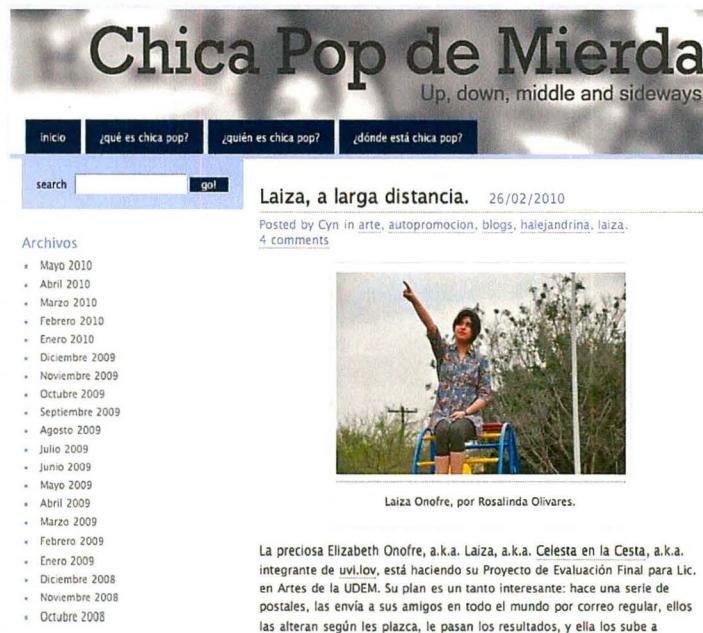 Chica Pop de Mierda
Up, down, middle and sideways
inicio
¿qué es chica pop?
¿quién es chica pop?
¿dónde está chica pop?
search
go!
Archivos
Mayo 2010
Abril 2010
Marzo 2010
Febrero 2010
Enero 2010
Diciembre 2009
Noviembre 2009
Octubre 2009
Septiembre 2009
Agosto 2009
Julio 2009
Junio 2009
Mayo 2009
Abril 2009
Marzo 2009
Febrero 2009
Enero 2009
Diciembre 2008
Noviembre 2008
Octubre 2008
Laiza, a larga distancia. 26/02/2010
Posted by Cyn in arte, autopromocion, blogs, halejandrina, laiza.
4 comments
Laiza Onofre, por Rosalinda Olivares.
La preciosa Elizabeth Onofre, a.k.a. Laiza, a.k.a. Celesta en la Cesta, a.k.a.
integrante de uvi.lov, está haciendo su Proyecto de Evaluación Final para Lic.
en Artes de la UDEM. Su plan es un tanto interesante: hace una serie de
postales, las envía a sus amigos en todo el mundo por correo regular, ellos
las alteran según les plazca, le pasan los resultados, y ella los sube a